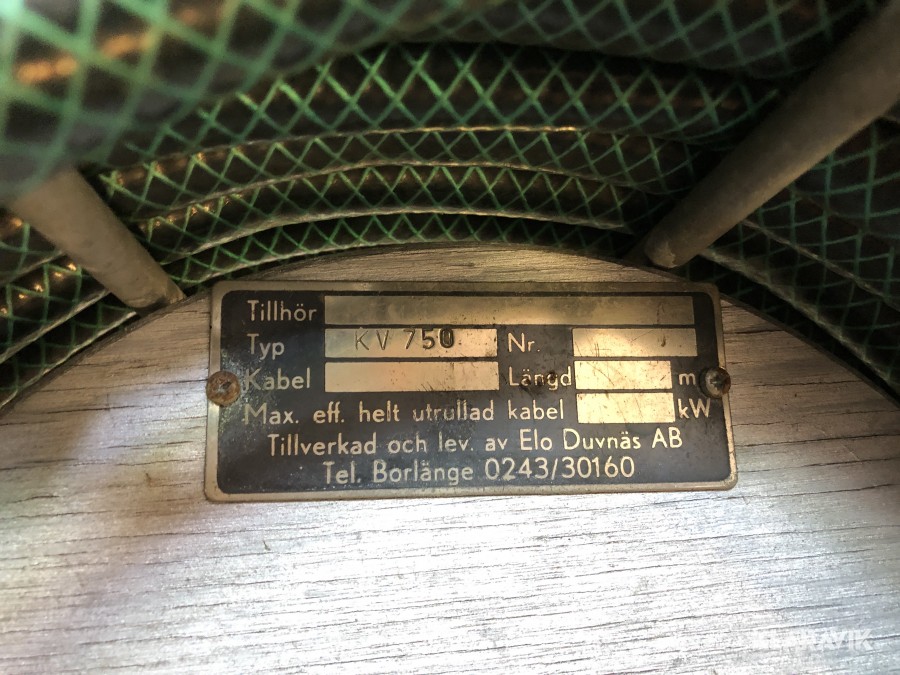 Tillhör
Typ KV 750 Nr.
Kabel Längd m
Max. eff. helt utrullad kabel kW
Tillverkad och lev. av Elo Duvnäs AB
Tel. Borlänge 0243/30160
KLARAVIK